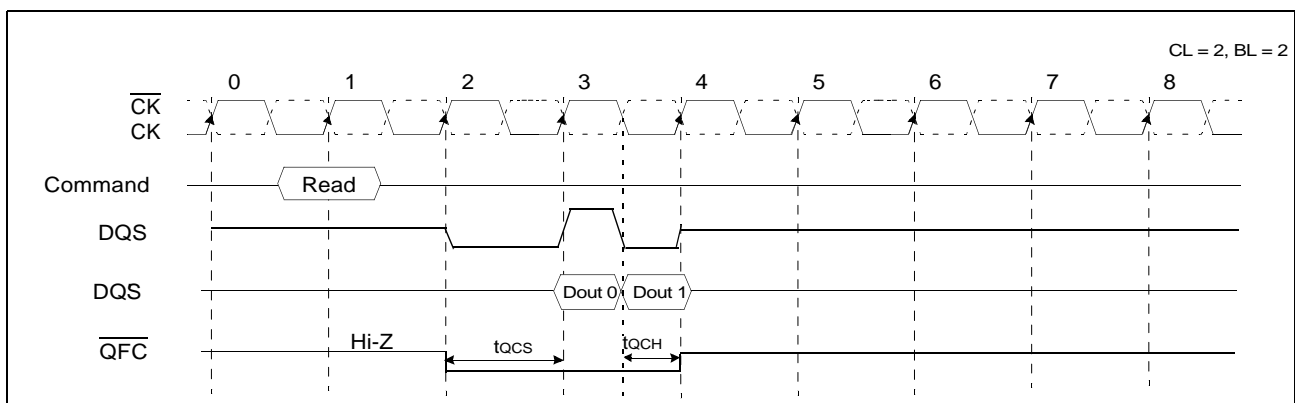 CL = 2, BL = 2
0 1 2 3 4 5 6 7 8
CK
CK
Command Read
DQS
DQS Dout 0 Dout 1
QFC Hi-Z tQCS tQCH